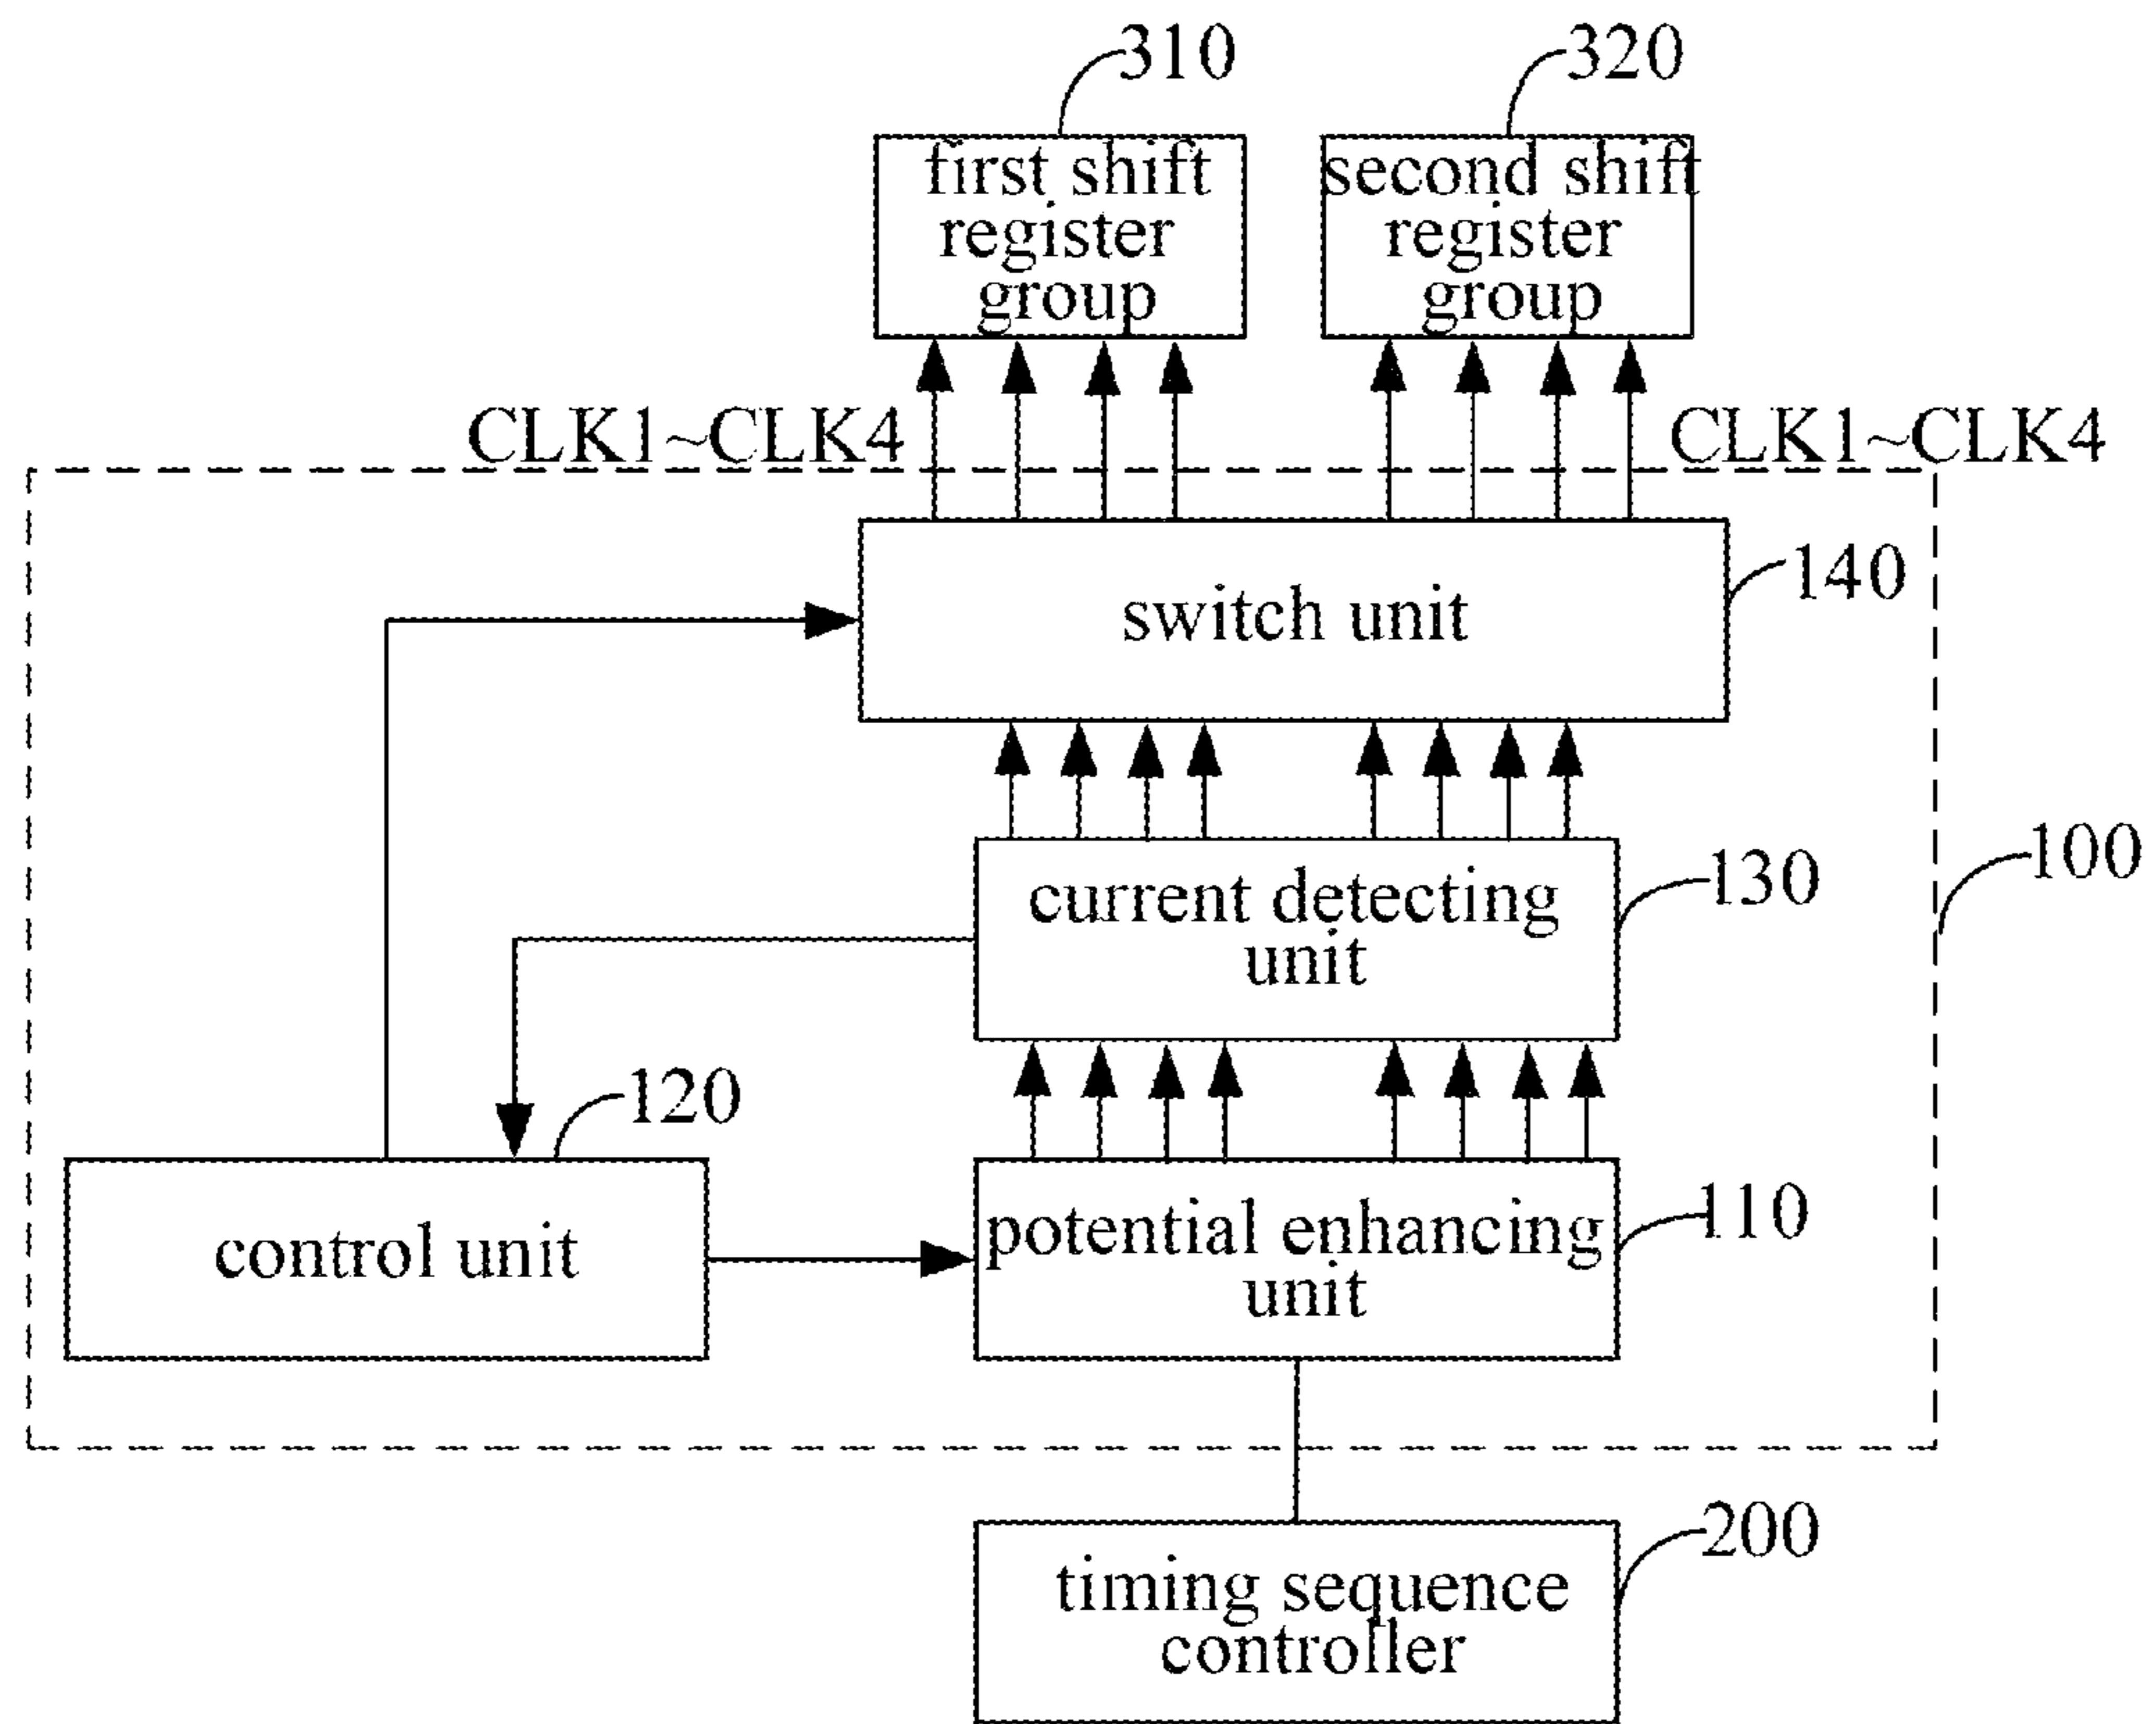 310
320
first shift
register
group
second shift
register
group
CLK1~CLK4
CLK1~CLK4
switch unit
140
current detecting
unit
130
100
120
control unit
potential enhancing
unit
110
timing sequence
controller
200